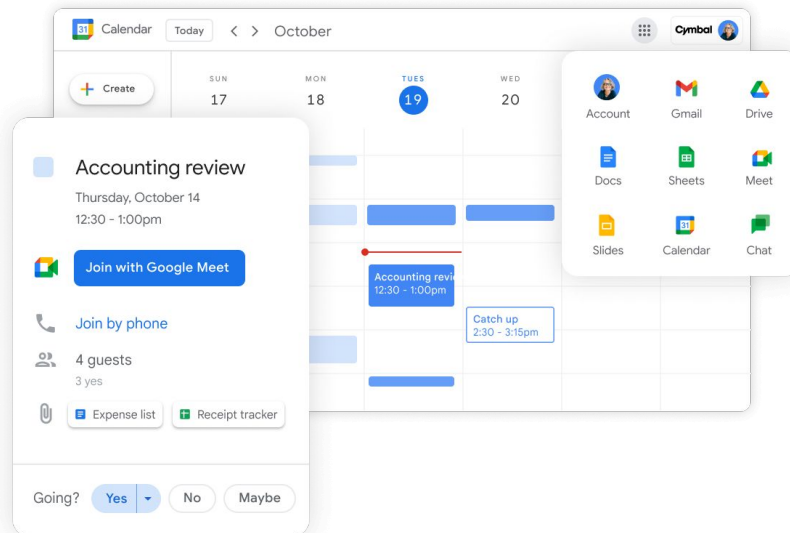 31 Calendar Today < > October
Cymbal
Create
SUN MON TUES WED
17 18 19 20
Account Gmail Drive
Docs Sheets Meet
Slides 31 Calendar Chat
Accounting revi
12:30 - 1:00pm
Catch up
2:30 - 3:15pm
Accounting review
Thursday, October 14
12:30 - 1:00pm
Join with Google Meet
Join by phone
4 guests
3 yes
Expense list Receipt tracker
Going? Yes No Maybe